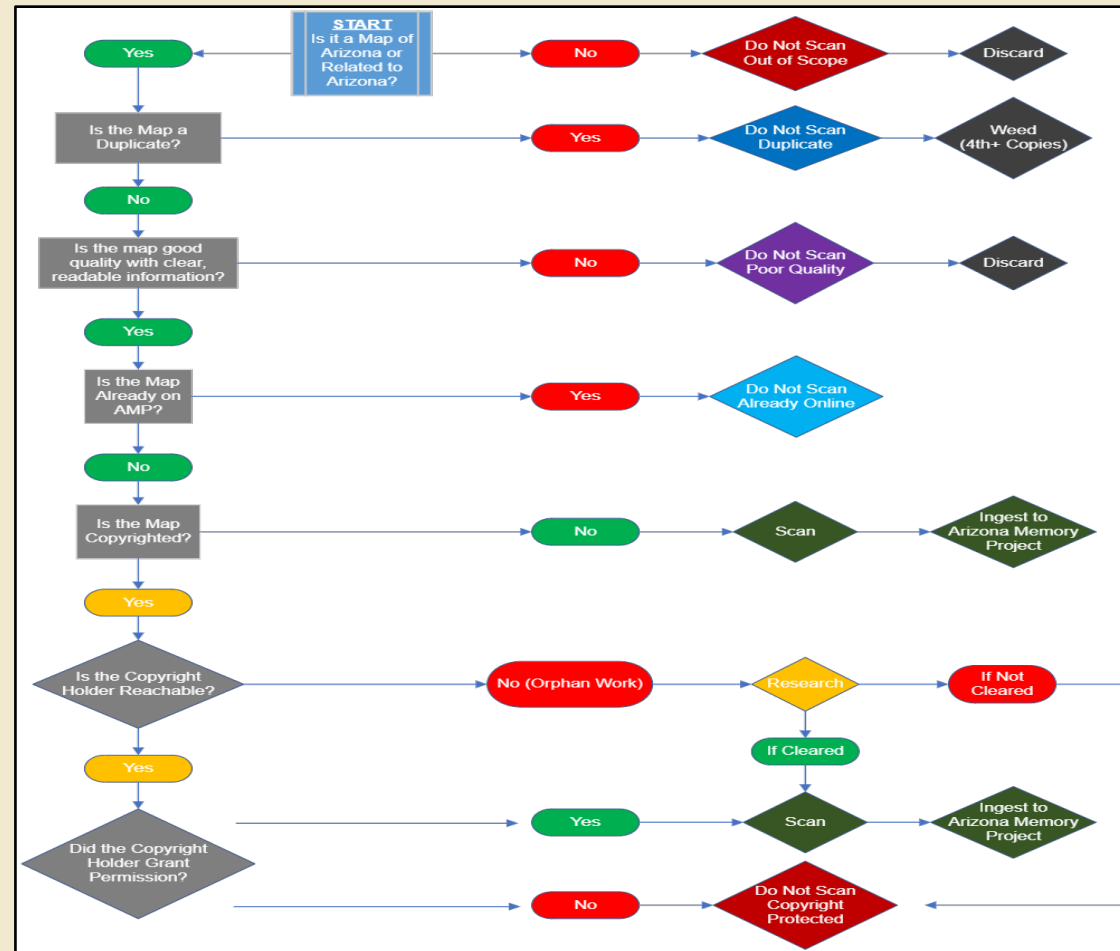 START
Is it a Map of
Arizona or
Related to
Arizona?
Yes
No
Do Not Scan
Out of Scope
Discard
Is the Map a
Duplicate?
Yes
Do Not Scan
Duplicate
Weed
(4th+ Copies)
No
Is the map good
quality with clear,
readable information?
No
Do Not Scan
Poor Quality
Discard
Yes
Is the Map
Already on
AMP?
Yes
Do Not Scan
Already Online
No
Is the Map
Copyrighted?
No
Scan
Ingest to
Arizona Memory
Project
Yes
Is the Copyright
Holder Reachable?
No (Orphan Work)
Research
If Not
Cleared
Yes
If Cleared
Did the Copyright
Holder Grant
Permission?
Yes
Scan
Ingest to
Arizona Memory
Project
No
Do Not Scan
Copyright
Protected